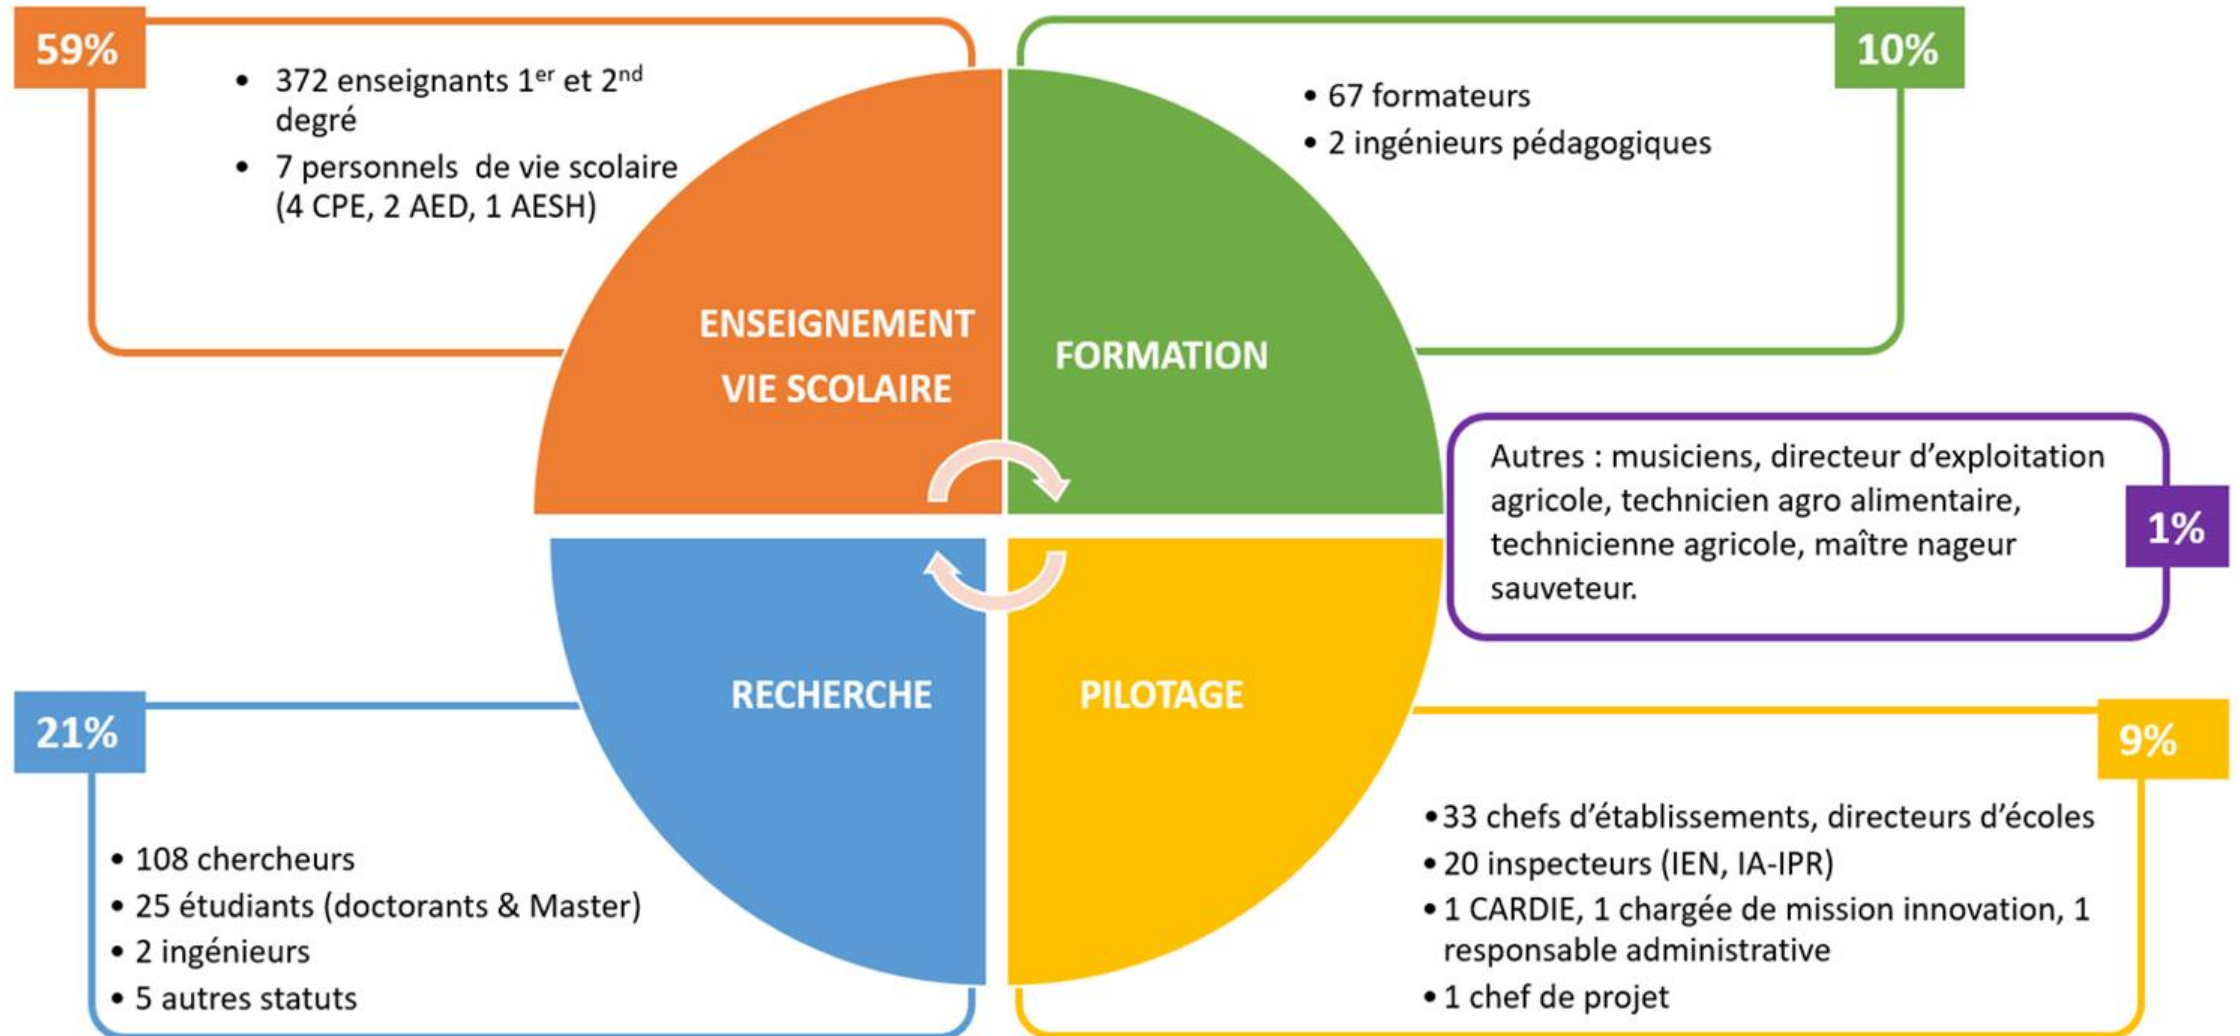 59%
• 372 enseignants 1er et 2nd
degré
• 7 personnels de vie scolaire
(4 CPE, 2 AED, 1 AESH)
10%
• 67 formateurs
• 2 ingénieurs pédagogiques
ENSEIGNEMENT
VIE SCOLAIRE
FORMATION
Autres : musiciens, directeur d’exploitation
agricole, technicien agro alimentaire,
technicienne agricole, maître nageur
sauveteur.
1%
RECHERCHE
PILOTAGE
21%
• 108 chercheurs
• 25 étudiants (doctorants & Master)
• 2 ingénieurs
• 5 autres statuts
9%
• 33 chefs d’établissements, directeurs d’écoles
• 20 inspecteurs (IEN, IA-IPR)
• 1 CARDIE, 1 chargée de mission innovation, 1
responsable administrative
• 1 chef de projet